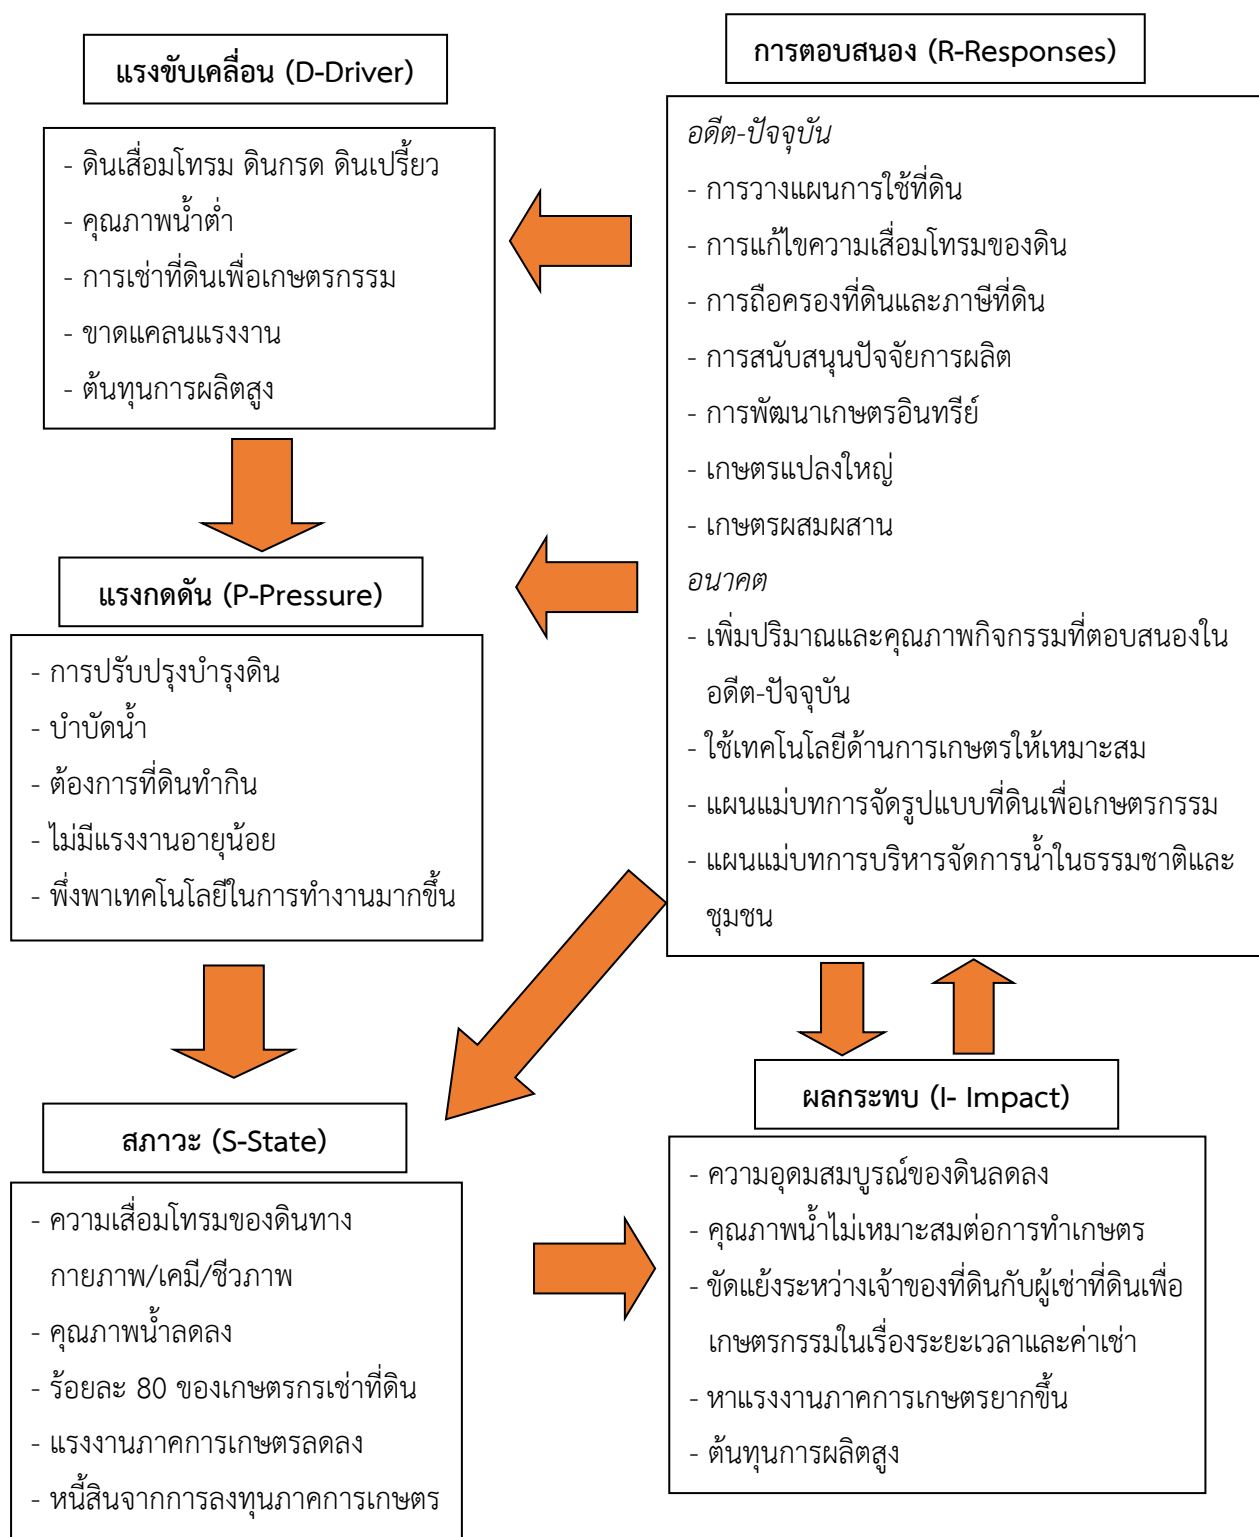 แรงขับเคลื่อน (D-Driver)
- ดินเสื่อมโทรม ดินกรด ดินเปรี้ยว
- คุณภาพน้ำต่ำ
- การเช่าที่ดินเพื่อเกษตรกรรม
- ขาดแคลนแรงงาน
- ต้นทุนการผลิตสูง
แรงกดดัน (P-Pressure)
- การปรับปรุงบำรุงดิน
- บำบัดน้ำ
- ต้องการที่ดินทำกิน
- ไม่มีแรงงานอายุน้อย
- พึ่งพาเทคโนโลยีในการทำงานมากขึ้น
สภาวะ (S-State)
- ความเสื่อมโทรมของดินทาง
กายภาพ/เคมี/ชีวภาพ
- คุณภาพน้ำลดลง
- ร้อยละ 80 ของเกษตรกรเช่าที่ดิน
- แรงงานภาคการเกษตรลดลง
- หนี้สินจากการลงทุนภาคการเกษตร
การตอบสนอง (R-Responses)
อดีต-ปัจจุบัน
- การวางแผนการใช้ที่ดิน
- การแก้ไขความเสื่อมโทรมของดิน
- การถือครองที่ดินและภาษีที่ดิน
- การสนับสนุนปัจจัยการผลิต
- การพัฒนาเกษตรอินทรีย์
- เกษตรแปลงใหญ่
- เกษตรผสมผสาน
อนาคต
- เพิ่มปริมาณและคุณภาพกิจกรรมที่ตอบสนองใน
อดีต-ปัจจุบัน
- ใช้เทคโนโลยีด้านการเกษตรให้เหมาะสม
- แผนแม่บทการจัดรูปแบบที่ดินเพื่อเกษตรกรรม
- แผนแม่บทการบริหารจัดการน้ำในธรรมชาติและ
ชุมชน
ผลกระทบ (I- Impact)
- ความอุดมสมบูรณ์ของดินลดลง
- คุณภาพน้ำไม่เหมาะสมต่อการทำเกษตร
- ขัดแย้งระหว่างเจ้าของที่ดินกับผู้เช่าที่ดินเพื่อ
เกษตรกรรมในเรื่องระยะเวลาและค่าเช่า
- หาแรงงานภาคการเกษตรยากขึ้น
- ต้นทุนการผลิตสูง